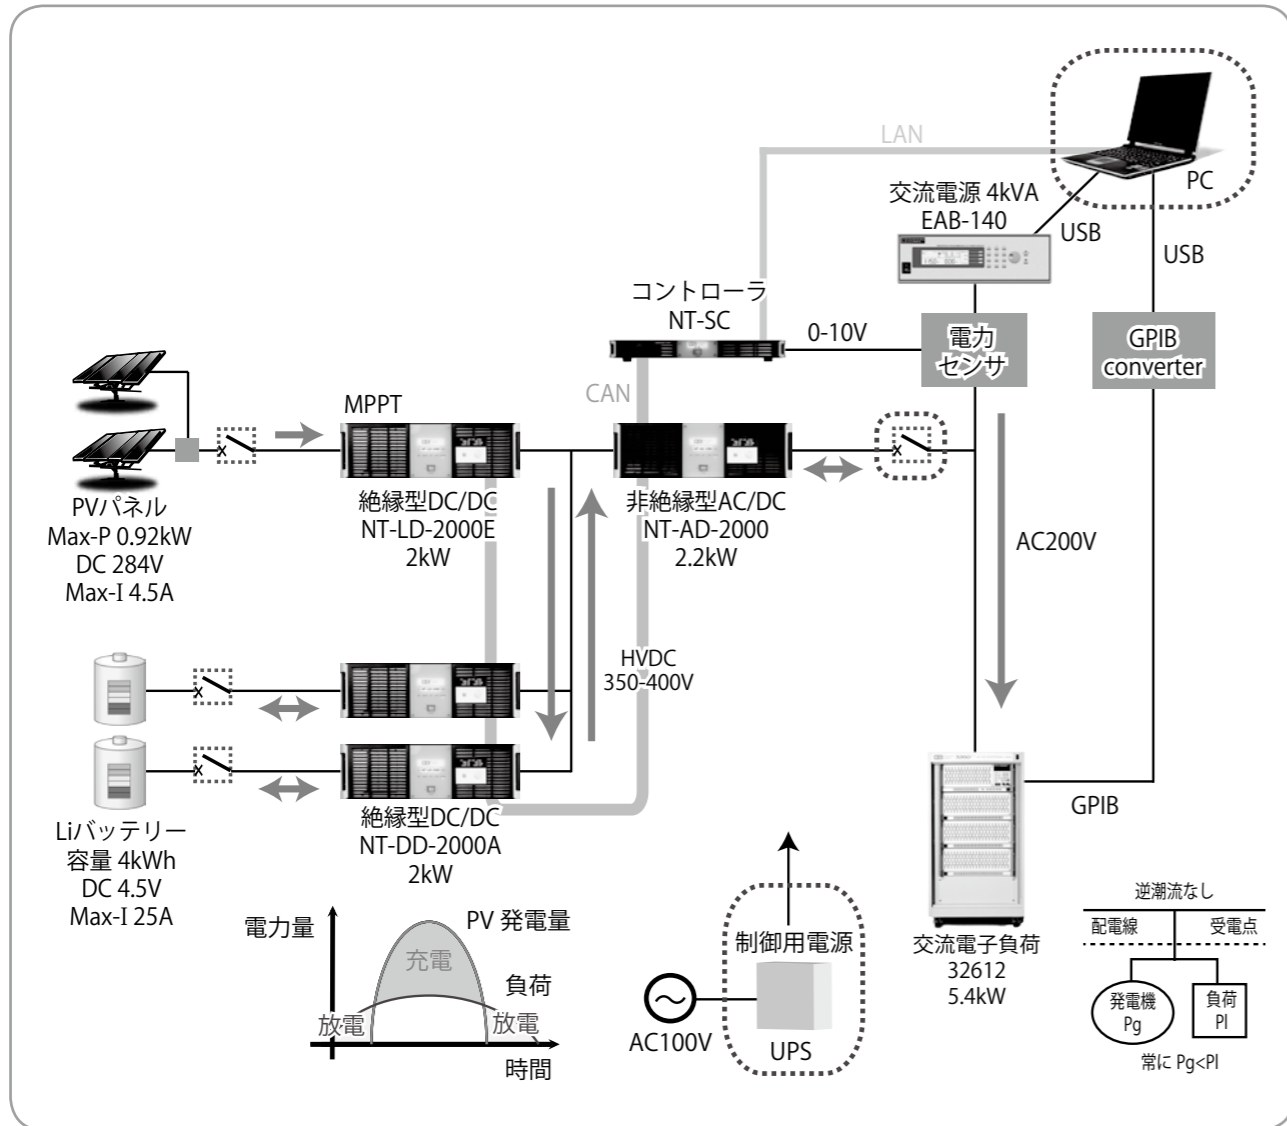 LAN
PC
交流電源 4kVA
EAB-140
USB
USB
コントローラ
NT-SC
0-10V
電力
センサ
GPIB
converter
CAN
MPPT
PVパネル
Max-P 0.92kW
DC 284V
Max-I 4.5A
絶縁型DC/DC
NT-LD-2000E
2kW
非絶縁型AC/DC
NT-AD-2000
2.2kW
AC200V
HVDC
350-400V
Liバッテリー
容量 4kWh
DC 4.5V
Max-I 25A
絶縁型DC/DC
NT-DD-2000A
2kW
GPIB
交流電子負荷
32612
5.4kW
電力量
PV 発電量
充電
負荷
放電
放電
時間
制御用電源
AC100V
UPS
逆潮流なし
配電線
受電点
発電機
Pg
負荷
Pl
常に Pg<Pl